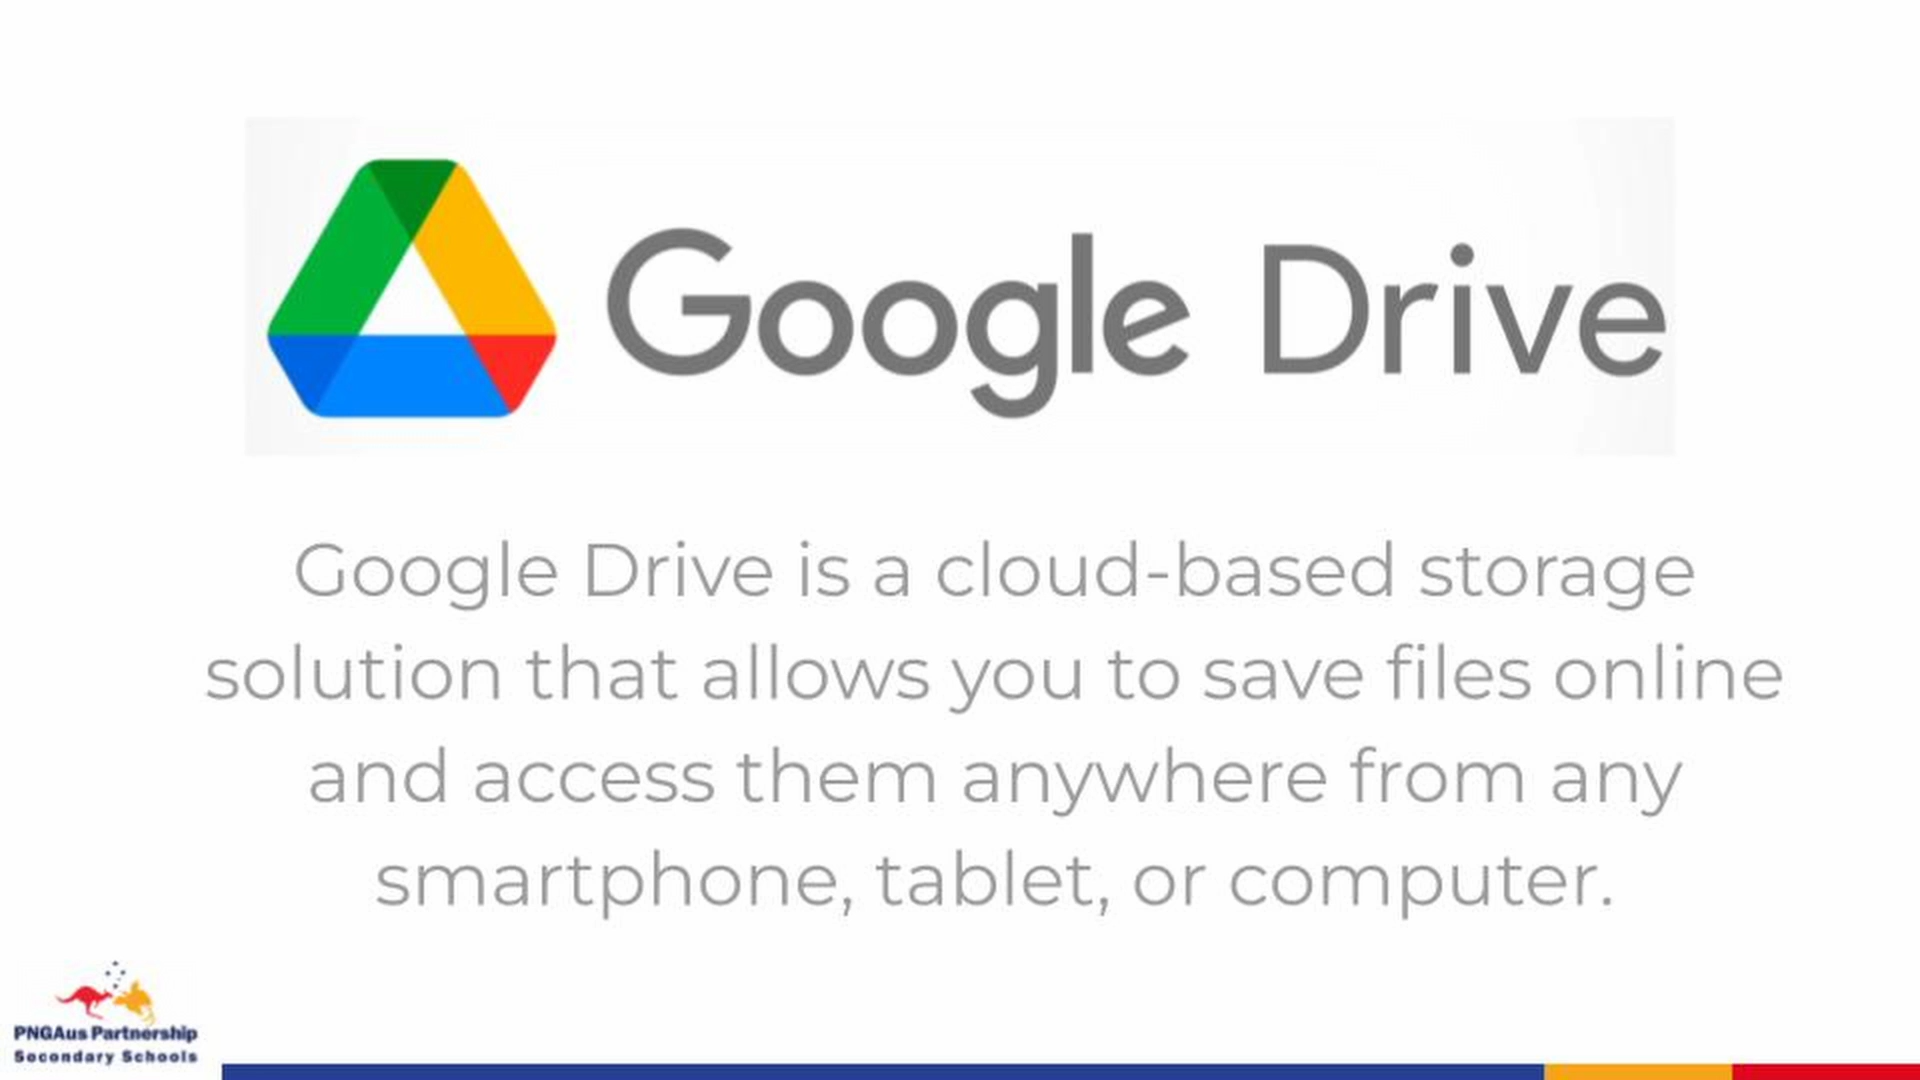 Google Drive
Google Drive is a cloud-based storage
solution that allows you to save files online
and access them anywhere from any
smartphone, tablet, or computer.
PNGAus Partnership
Secondary Schools